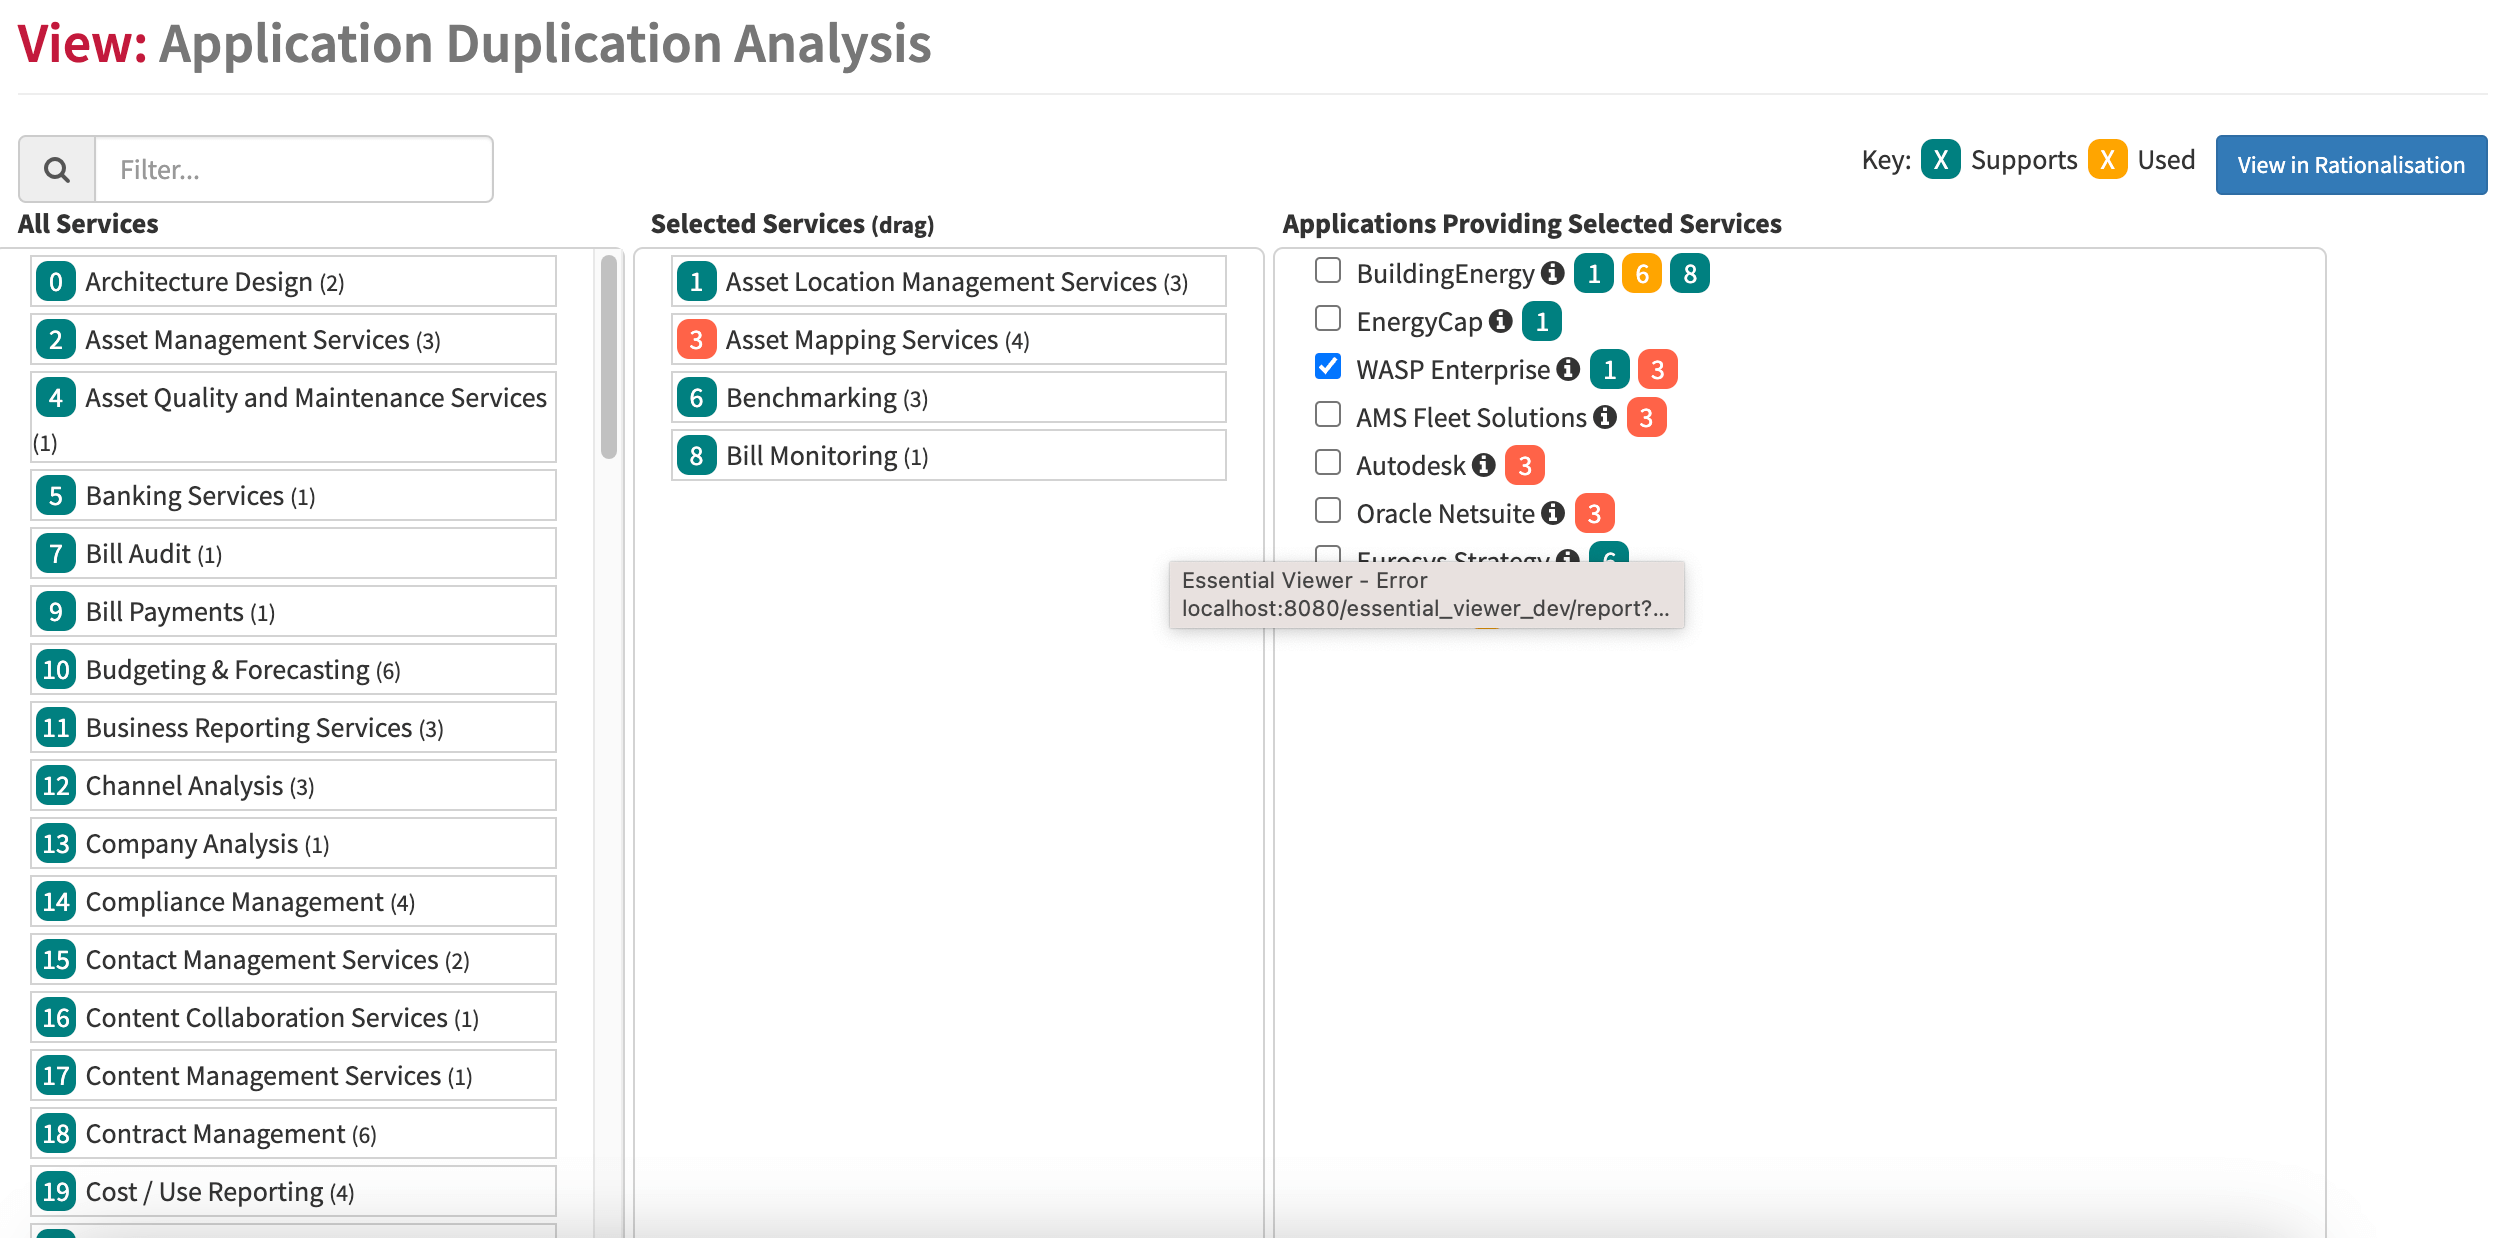 View: Application Duplication Analysis
Filter...
Key: X Supports X Used
View in Rationalisation
All Services
0 Architecture Design (2)
2 Asset Management Services (3)
4 Asset Quality and Maintenance Services
(1)
5 Banking Services (1)
7 Bill Audit (1)
9 Bill Payments (1)
10 Budgeting & Forecasting (6)
11 Business Reporting Services (3)
12 Channel Analysis (3)
13 Company Analysis (1)
14 Compliance Management (4)
15 Contact Management Services (2)
16 Content Collaboration Services (1)
17 Content Management Services (1)
18 Contract Management (6)
19 Cost / Use Reporting (4)
Selected Services (drag)
1 Asset Location Management Services (3)
3 Asset Mapping Services (4)
6 Benchmarking (3)
8 Bill Monitoring (1)
Applications Providing Selected Services
BuildingEnergy 1 6 8
EnergyCap 1
WASP Enterprise 1 3
AMS Fleet Solutions 3
Autodesk 3
Oracle Netsuite 3
Eurosys Strategy 6
Essential Viewer - Error
localhost:8080/essential_viewer_dev/report?...